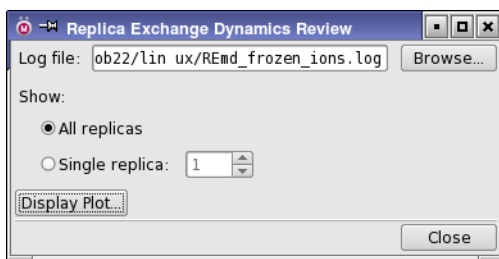 Replica Exchange Dynamics Review
Log file: ob22/lin ux/REmd_frozen_ions.log Browse...
Show:
All replicas
Single replica: 1
Display Plot...
Close